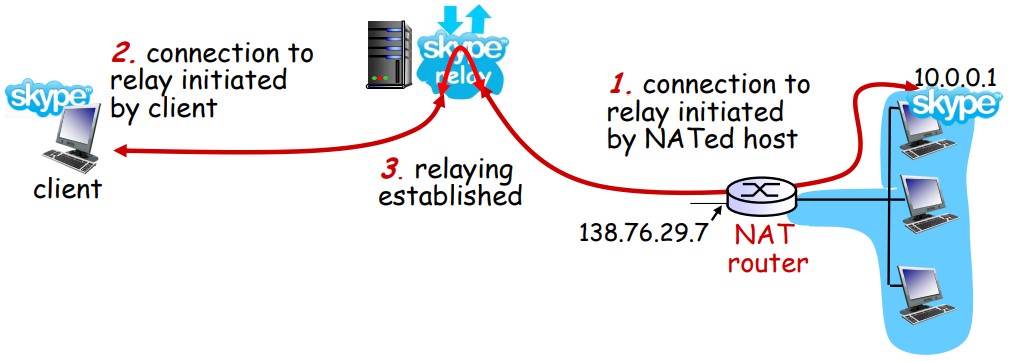 2. connection to
relay initiated
by client
skype
client
skype
relay
3. relaying
established
1. connection to
relay initiated
by NATed host
10.0.0.1
skype
138.76.29.7
NAT
router